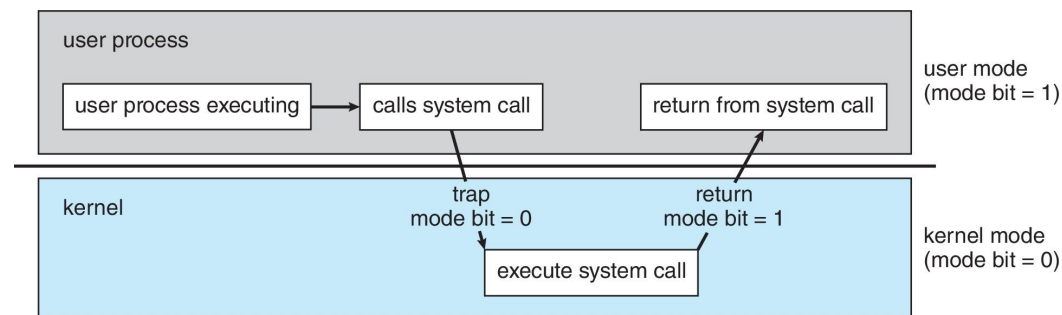 user process
user process executing
calls system call
return from system call
user mode
(mode bit = 1)
kernel
trap
mode bit = 0
return
mode bit = 1
execute system call
kernel mode
(mode bit = 0)